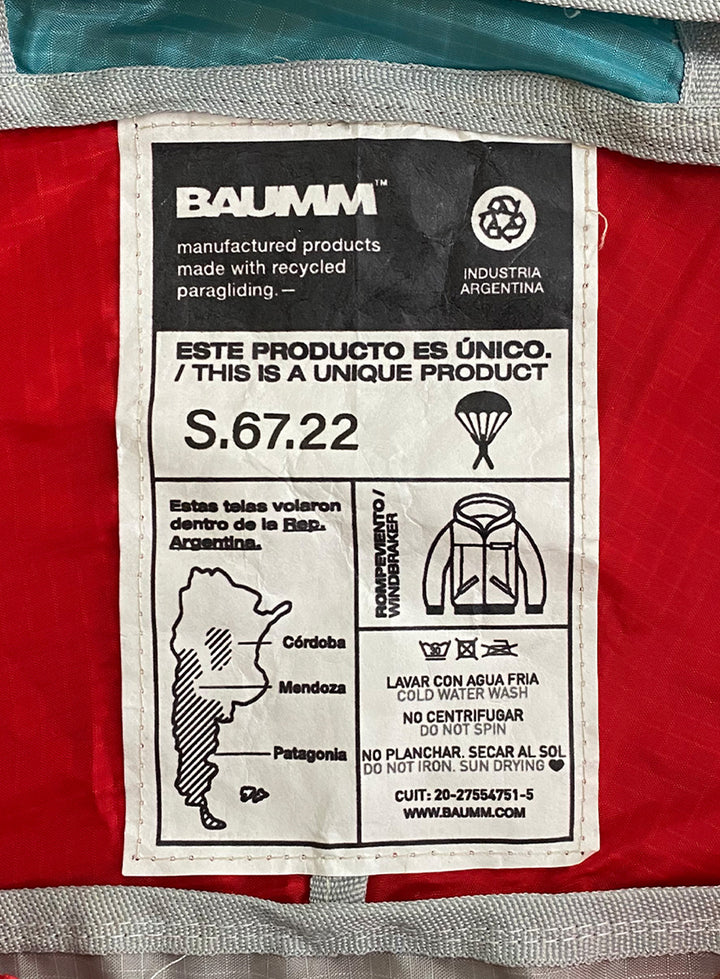 BAUMM™
manufactured products
made with recycled
paragliding.—
INDUSTRIA
ARGENTINA
ESTE PRODUCTO ES ÚNICO.
/ THIS IS A UNIQUE PRODUCT
S.67.22
Estas telas volaron
dentro de la Rep.
Argentina.
Córdoba
Mendoza
Patagonia
ROMPEVIENTO /
WINDBRAKER
30
LAVAR CON AGUA FRIA
COLD WATER WASH
NO CENTRIFUGAR
DO NOT SPIN
NO PLANCHAR. SECAR AL SOL
DO NOT IRON. SUN DRYING
CUIT: 20-27554751-5
WWW.BAUMM.COM